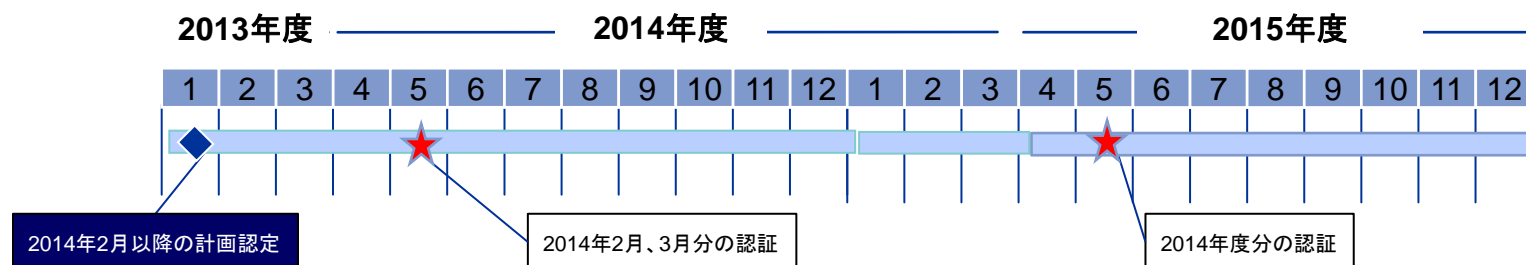 2013年度 2014年度 2015年度
1 2 3 4 5 6 7 8 9 10 11 12 1 2 3 4 5 6 7 8 9 10 11 12
2014年2月以降の計画認定
2014年2月、3月分の認証
2014年度分の認証